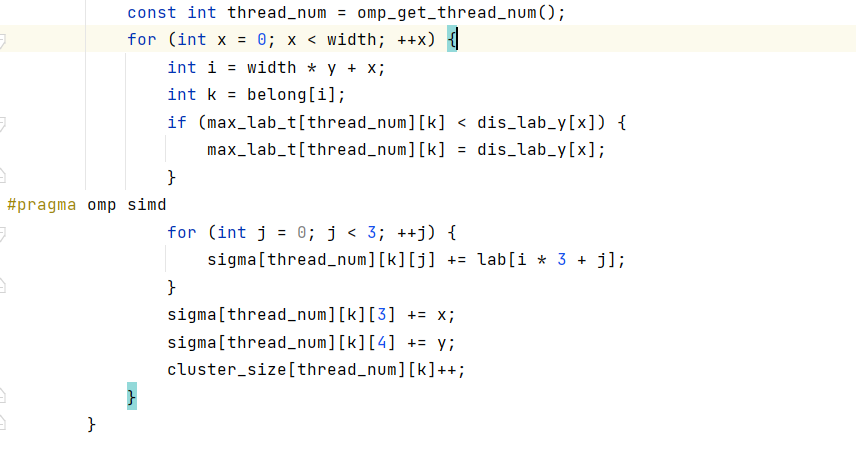 const int thread_num = omp_get_thread_num();
for (int x = 0; x < width; ++x) {
int i = width * y + x;
int k = belong[i];
if (max_lab_t[thread_num][k] < dis_lab_y[x]) {
max_lab_t[thread_num][k] = dis_lab_y[x];
}
#pragma omp simd
for (int j = 0; j < 3; ++j) {
sigma[thread_num][k][j] += lab[i * 3 + j];
}
sigma[thread_num][k][3] += x;
sigma[thread_num][k][4] += y;
cluster_size[thread_num][k]++;
}
}